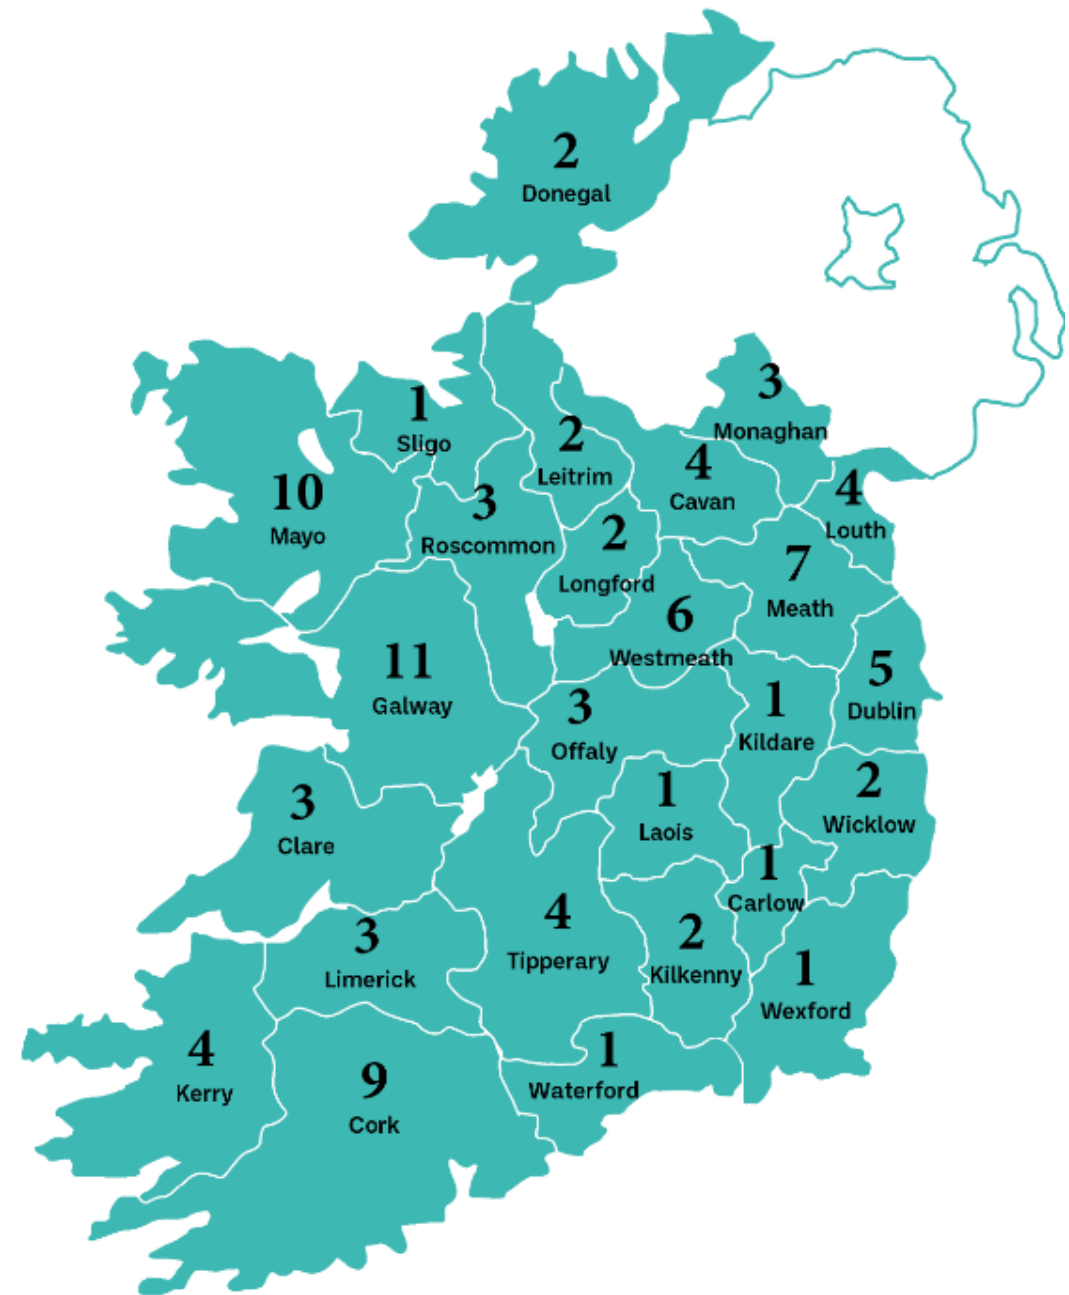 2
Donegal
3
Monaghan
1
Sligo
2
Leitrim
4
Cavan
4
Louth
10
Mayo
3
Roscommon
2
Longford
7
Meath
6
Westmeath
11
Galway
3
Offaly
1
Kildare
5
Dublin
3
Clare
1
Laois
2
Wicklow
1
Carlow
4
Tipperary
2
Kilkenny
3
Limerick
1
Wexford
4
Kerry
9
Cork
1
Waterford